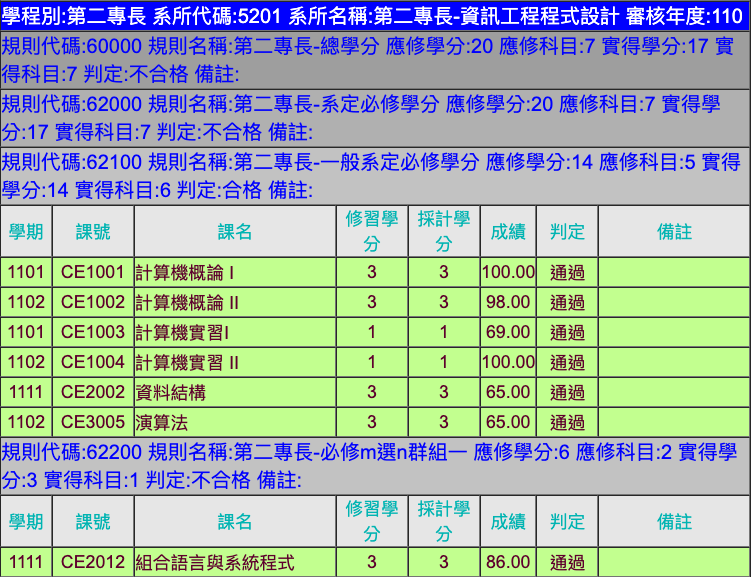 學程別:第二專長 系所代碼:5201 系所名稱:第二專長-資訊工程程式設計 審核年度:110
規則代碼:60000 規則名稱:第二專長-總學分 應修學分:20 應修科目:7 實得學分:17 實
得科目:7 判定:不合格 備註:
規則代碼:62000 規則名稱:第二專長-系定必修學分 應修學分:20 應修科目:7 實得學
分:17 實得科目:7 判定:不合格 備註:
規則代碼:62100 規則名稱:第二專長-一般系定必修學分 應修學分:14 應修科目:5 實得
學分:14 實得科目:6 判定:合格 備註:
學期 課號 課名 修習學分 採計學分 成績 判定 備註
1101 CE1001 計算機概論 I 3 3 100.00 通過
1102 CE1002 計算機概論 II 3 3 98.00 通過
1101 CE1003 計算機實習I 1 1 69.00 通過
1102 CE1004 計算機實習 II 1 1 100.00 通過
1111 CE2002 資料結構 3 3 65.00 通過
1102 CE3005 演算法 3 3 65.00 通過
規則代碼:62200 規則名稱:第二專長-必修m選n群組一 應修學分:6 應修科目:2 實得學
分:3 實得科目:1 判定:不合格 備註:
學期 課號 課名 修習學分 採計學分 成績 判定 備註
1111 CE2012 組合語言與系統程式 3 3 86.00 通過